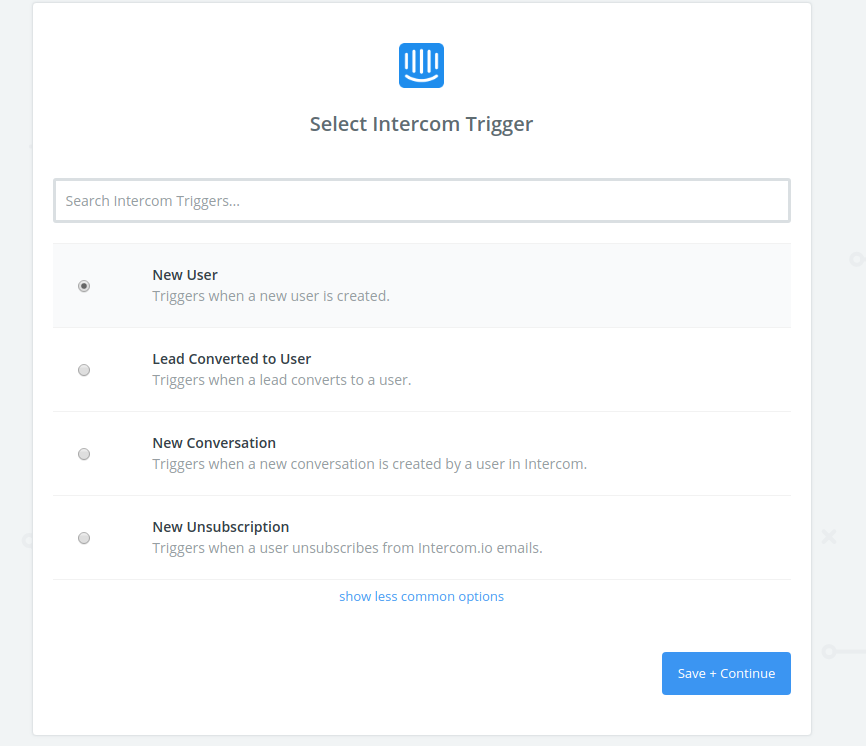 Select Intercom Trigger
Search Intercom Triggers...
New User
Triggers when a new user is created.
Lead Converted to User
Triggers when a lead converts to a user.
New Conversation
Triggers when a new conversation is created by a user in Intercom.
New Unsubscription
Triggers when a user unsubscribes from Intercom.io emails.
show less common options
Save + Continue